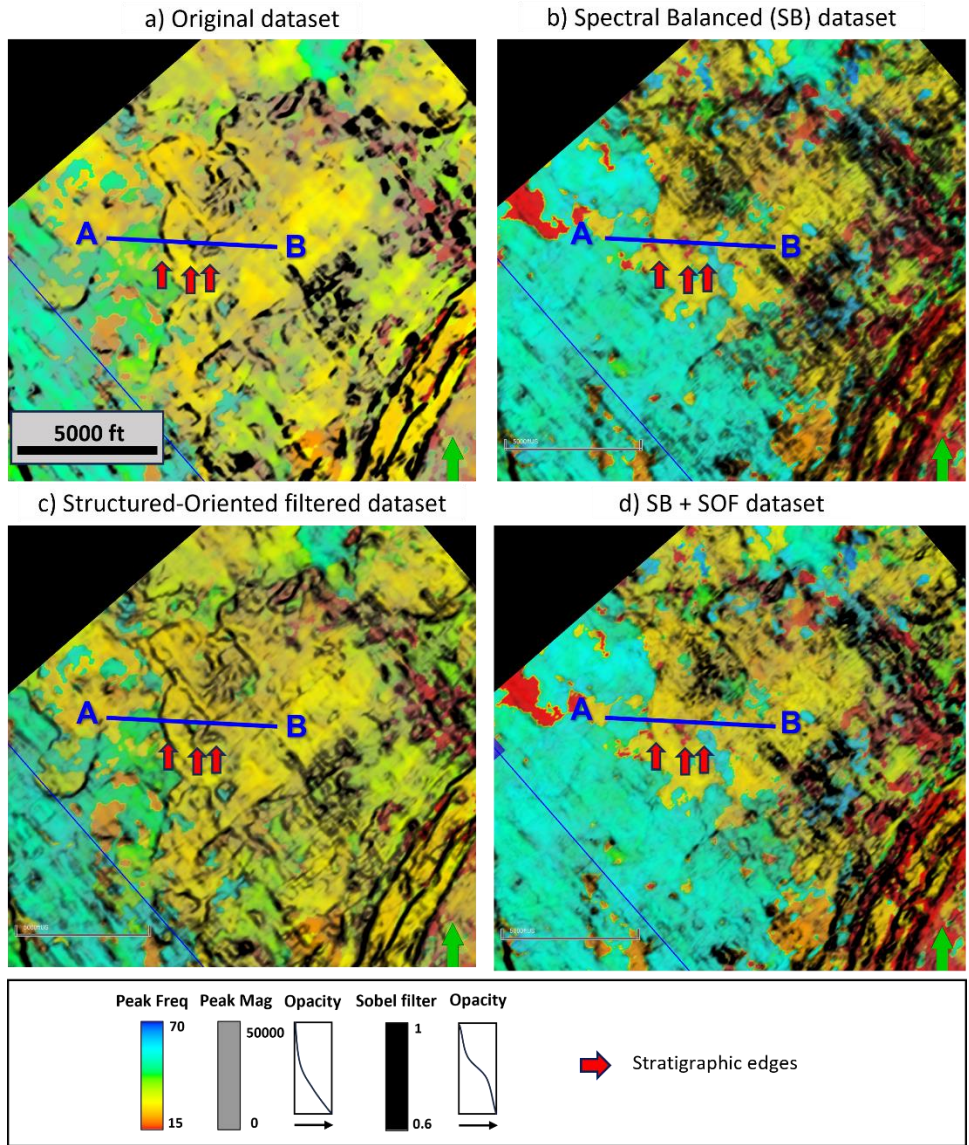 a) Original dataset
b) Spectral Balanced (SB) dataset
A
B
A
B
5000 ft
c) Structured-Oriented filtered dataset
d) SB + SOF dataset
A
B
A
B
Peak Freq Peak Mag Opacity Sobel filter Opacity
70 50000 1
Stratigraphic edges
15 0 0.6